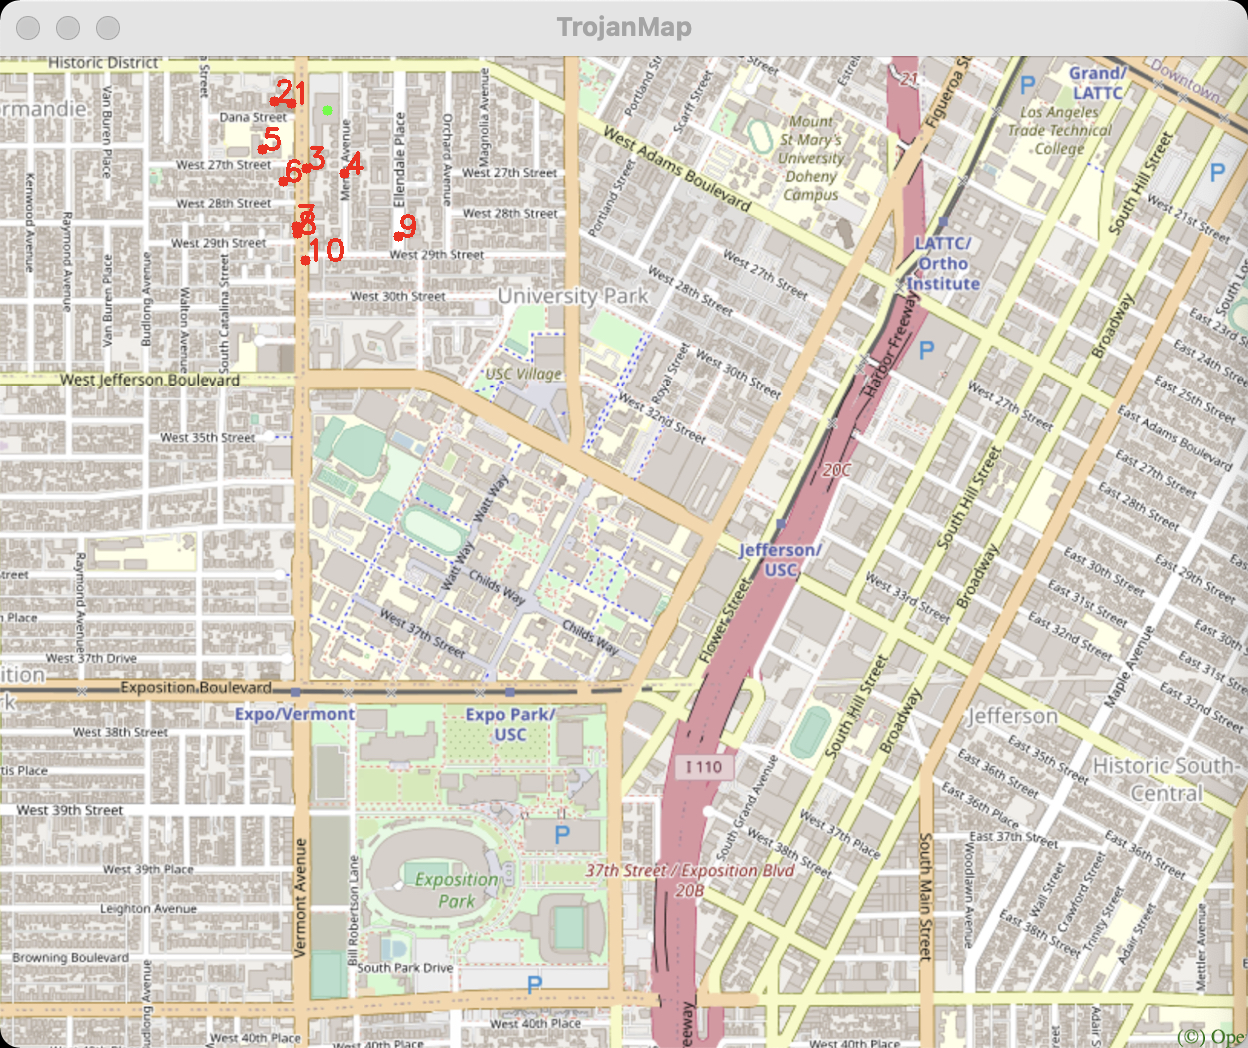 TrojanMap
Historic District
21
Grand/
LATTC
Downtown
Figueroa St
Street
Portland St
Scarff Street
Street
Estre
P
Los Angeles
Trade Technical
College
21
ormandie
Van Buren Place
Dana Street
Magnolia Avenue
Mount
St Mary's
University
Doheny
Campus
Orchard Avenue
Ellendale Place
Avenue
West Adams Boulevard
South Hill Street
P
5
3
4
6
West 27th Street
West 27th Street
Kenwood Avenue
West 28th Street
West 28th Street
Portland Street
West 21st Street
Raymond Avenue
9
West 29th Street
10
West 29th Street
LATTC/
Ortho
Institute
West 27th Street
West 28th Street
Van Buren Place
Budlong Avenue
Walton Avenue
South Catalina Street
West 30th Street
University Park
Harbor Freeway
Broadway
South Lo
East 23rd Street
East 24th Street
P
Royal Street
West 30th Street
USC Village
West Jefferson Boulevard
West 27th Street
East 25th Street
West 32nd Street
East Adams Boulevard
West 35th Street
20C
South Hill Street
East 27th Street
East 28th Street
Watt Way
Jefferson/
USC
Watt Way
Childs Way
Raymond Avenue
Street
Broadway
East 29th Street
East 30th Street
East 31st Street
East 32nd Street
West 33rd Street
Flower Street
Place
West 37th Street
Childs Way
West 37th Drive
Maple Avenue
East 30th
East 31st Street
East 32nd Street
ition
rk
Exposition Boulevard
South Hill Street
Broadway
Expo/Vermont
Expo Park/
USC
Jefferson
West 38th Street
East 35th Street
East 36th Street
East 36th Place
Historic South-
Central
tis Place
I 110
South Grand Avenue
West 39th Street
West 37th Place
West 38th Street
East 37th Street
East 36th Street
P
Vermont Avenue
Bill Robertson Lane
West 39th Place
Exposition
Park
37th Street / Exposition Blvd
20B
South Main Street
Woodlawn Avenue
Wall Street
Crawford Street
Trinity Street
Adair Street
East 38th Street
Mettler Avenue
Leighton Avenue
Browning Boulevard
South Park Drive
P
udlong Avenue
West 40th Place
West 40th Place
West 40th Place
eeway
Adair S
(©) Ope